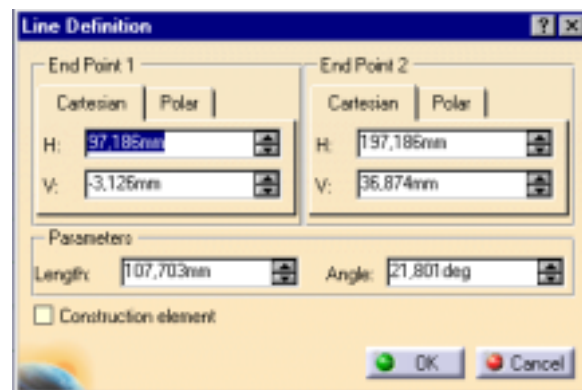 Line Definition
End Point 1
Cartesian Polar
H: 97,186mm
V: -3,126mm
End Point 2
Cartesian Polar
H: 197,186mm
V: 36,874mm
Parameters
Length: 107,703mm Angle: 21,801deg
Construction element
OK Cancel